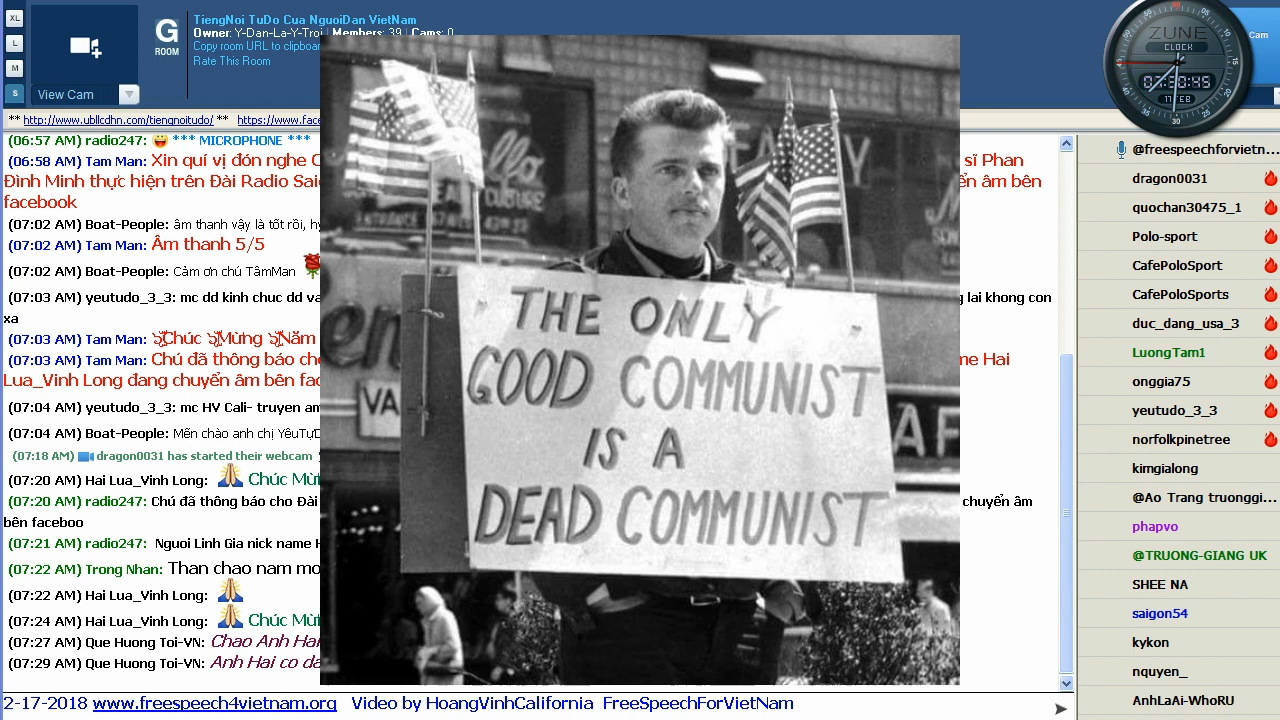 XL
L
M
S
View Cam
G
ROOM
TiengNoi TuDo Cua NguoiDan VietNam
Owner: Y-Dan-La-Y-Troi Members: 39 | Cams: 0
Copy room URL to clipboard
Rate This Room
ZUNE
CLOCK
07:30:45
17 FEB
30
Cam
** http://www.ubllcdhn.com/tiengnoitudo/ **
(06:57 AM) radio247: *** MICROPHONE ***
(06:58 AM) Tam Man: Xin quí vị đón nghe sĩ Phan
Đình Minh thực hiện trên Đài Radio âm bên
facebook
(07:02 AM) Boat-People: âm thanh vậy là tốt rồi,
(07:02 AM) Tam Man: Âm thanh 5/5
(07:02 AM) Boat-People: Cảm ơn chú TâmMan
(07:03 AM) yeutudo_3_3: mc dd kinh chuc dd lai khong con
xa
(07:03 AM) Tam Man: Chúc Mừng Năm
(07:03 AM) Tam Man: Chú đã thông báo me Hai
Lua_Vinh Long đang chuyển âm bên
(07:04 AM) yeutudo_3_3: mc HV Cali- truyen am
(07:04 AM) Boat-People: Mến chào anh chị
(07:18 AM) dragon0031 has started their webcam
(07:20 AM) Hai Lua_Vinh Long: Chúc
(07:20 AM) radio247: Chú đã thông báo cho Đài chuyển âm
bên faceboo
(07:21 AM) radio247: Nguoi Linh Gia nick name
(07:22 AM) Trong Nhan: Than chao nam
(07:22 AM) Hai Lua_Vinh Long:
(07:24 AM) Hai Lua_Vinh Long: Chúc
(07:27 AM) Que Huong Toi-VN: Chao Anh
(07:29 AM) Que Huong Toi-VN: Anh Hai co
THE ONLY
GOOD COMMUNIST
IS A
DEAD COMMUNIST
VA
@freespeechforvietn...
dragon0031
quochan30475_1
Polo-sport
CafePoloSport
CafePoloSports
duc_dang_usa_3
LuongTam1
onggia75
yeutudo_3_3
norfolkpinetree
kimgialong
@Ao Trang truonggi...
phapvo
@TRUONG-GIANG UK
SHEE NA
saigon54
kykon
nguyen_
AnhLaAi-WhoRU
2-17-2018 www.freespeech4vietnam.org Video by HoangVinhCalifornia FreeSpeechForVietNam